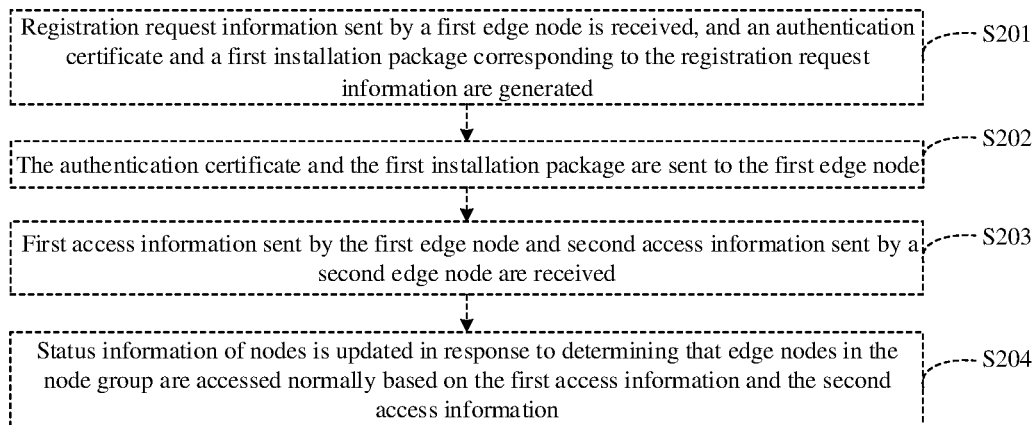 Registration request information sent by a first edge node is received, and an authentication
certificate and a first installation package corresponding to the registration request
information are generated
S201
The authentication certificate and the first installation package are sent to the first edge node
S202
First access information sent by the first edge node and second access information sent by a
second edge node are received
S203
Status information of nodes is updated in response to determining that edge nodes in the
node group are accessed normally based on the first access information and the second
access information
S204